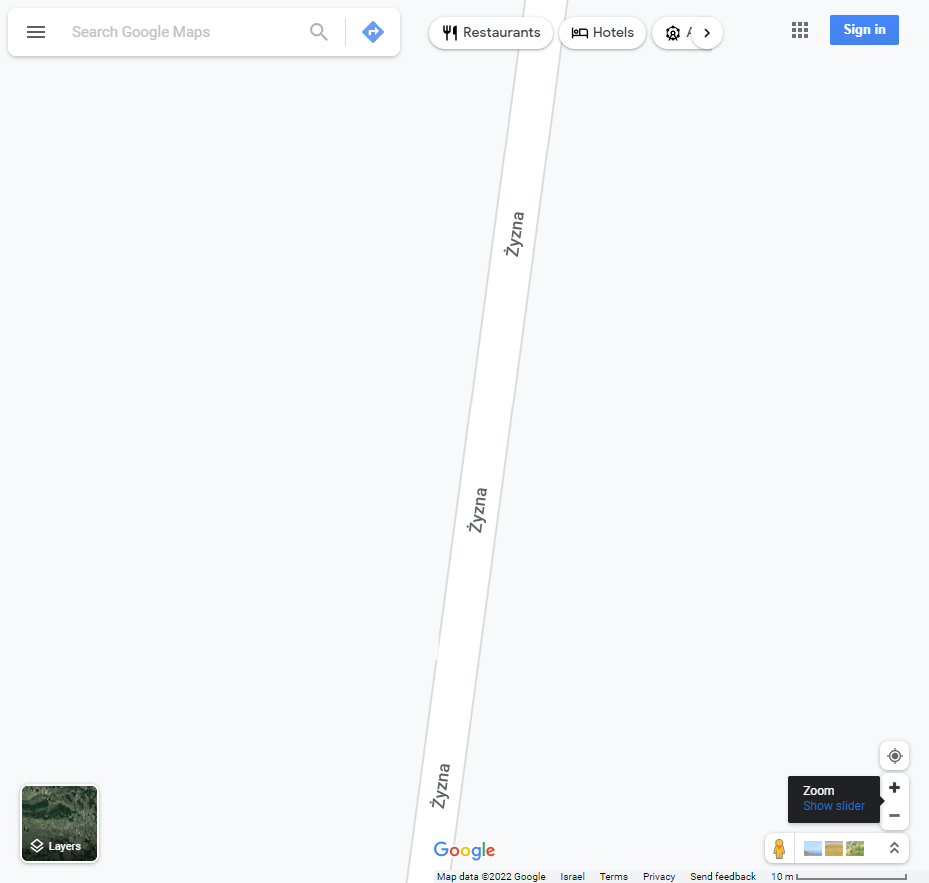 Search Google Maps
Restaurants
Hotels
Sign in
Żyzna
Żyzna
Żyzna
Zoom
Show slider
Layers
Google
Map data ©2022 Google Israel Terms Privacy Send feedback 10 m